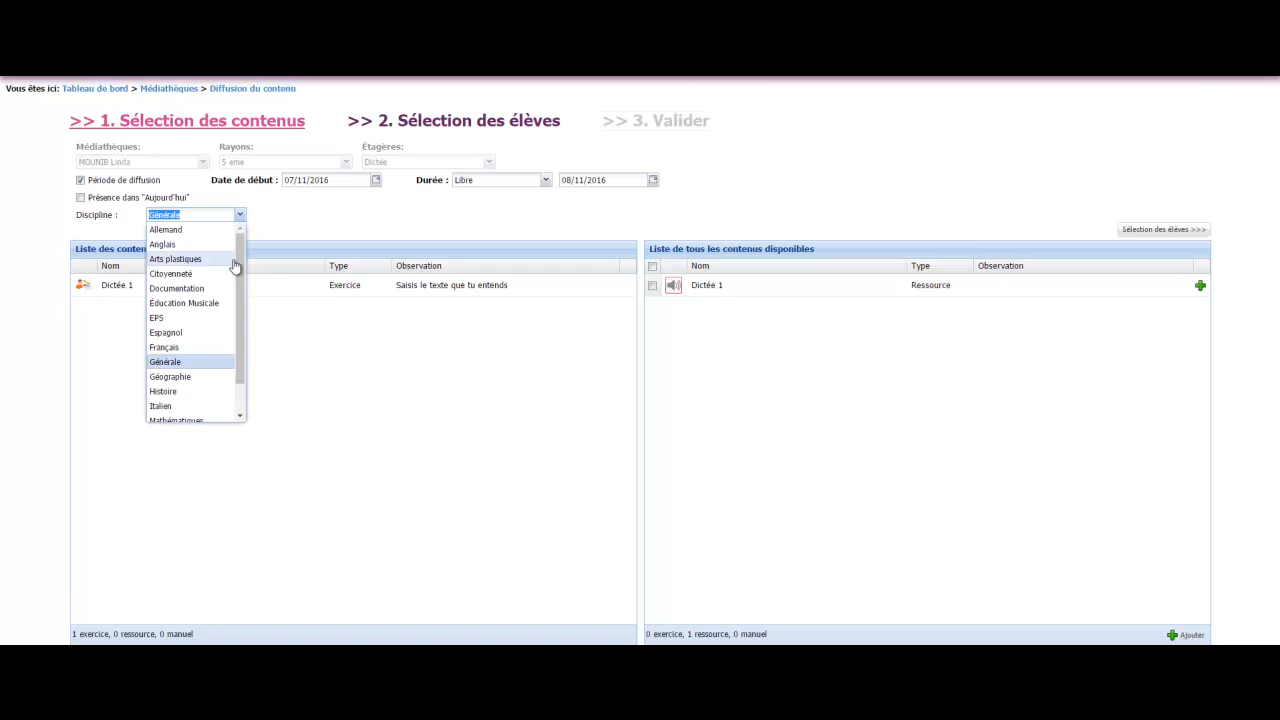 Vous êtes ici: Tableau de bord > Médiathèques > Diffusion du contenu
>> 1. Sélection des contenus >> 2. Sélection des élèves >> 3. Valider
Médiathèques: Rayons: Étagères:
MOUNIB Linda 5 eme Dictée
Période de diffusion Date de début : 07/11/2016 Durée : Libre 08/11/2016
Présence dans "Aujourd'hui"
Discipline : Générale
Sélection des élèves >>>
Liste des conten
Nom Type Observation
Dictée 1 Exercice Saisis le texte que tu entends
Allemand
Anglais
Arts plastiques
Citoyenneté
Documentation
Éducation Musicale
EPS
Espagnol
Français
Générale
Géographie
Histoire
Italien
Mathématiques
1 exercice, 0 ressource, 0 manuel
Liste de tous les contenus disponibles
Nom Type Observation
Dictée 1 Ressource
0 exercice, 1 ressource, 0 manuel
Ajouter